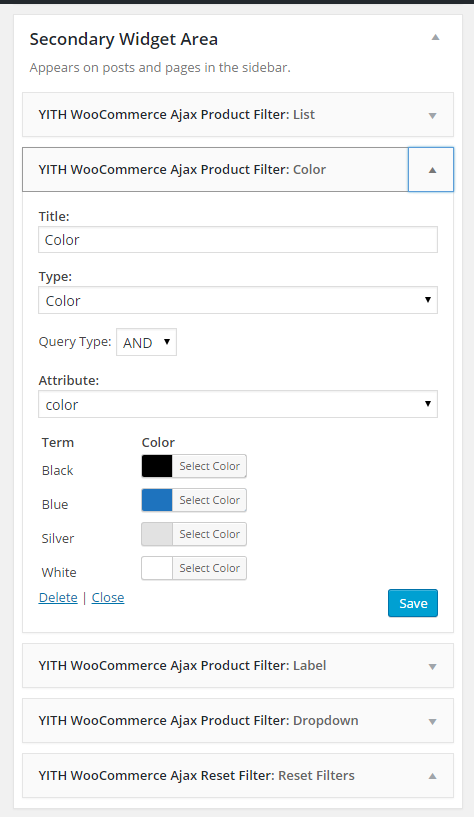 Secondary Widget Area
Appears on posts and pages in the sidebar.
YITH WooCommerce Ajax Product Filter: List
YITH WooCommerce Ajax Product Filter: Color
Title:
Color
Type:
Color
Query Type: AND
Attribute:
color
Term Color
Black Select Color
Blue Select Color
Silver Select Color
White Select Color
Delete | Close Save
YITH WooCommerce Ajax Product Filter: Label
YITH WooCommerce Ajax Product Filter: Dropdown
YITH WooCommerce Ajax Reset Filter: Reset Filters